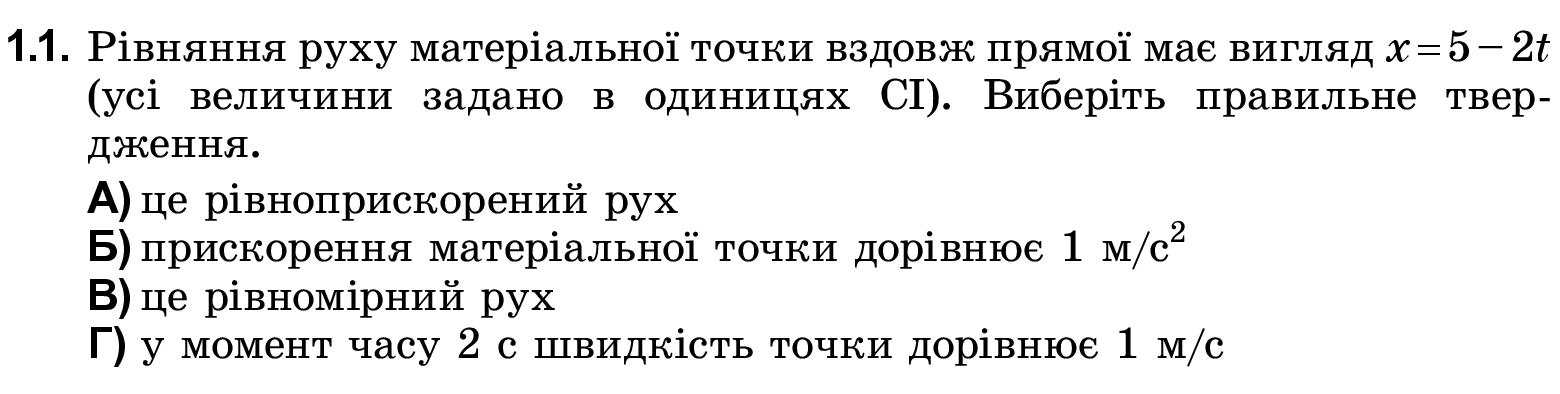 1.1. Рівняння руху матеріальної точки вздовж прямої має вигляд x = 5 − 2t
(усі величини задано в одиницях СІ). Виберіть правильне твер-
дження.
А) це рівноприскорений рух
Б) прискорення матеріальної точки дорівнює 1 м/с²
В) це рівномірний рух
Г) у момент часу 2 с швидкість точки дорівнює 1 м/с